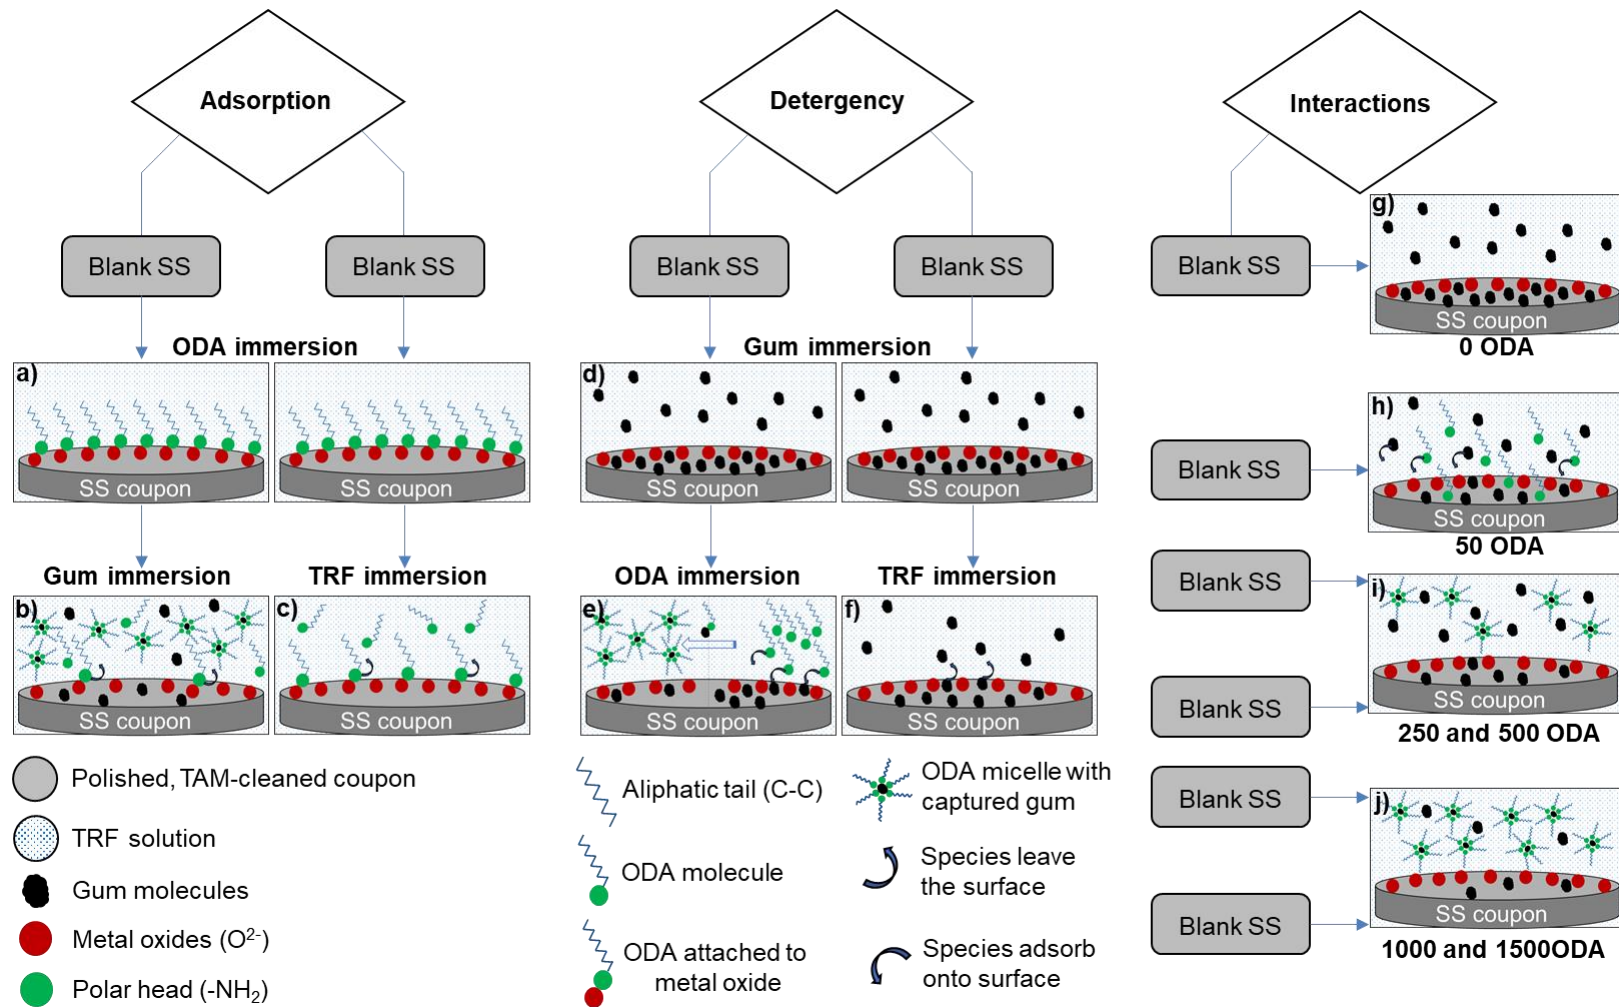 Adsorption
Detergency
Interactions
Blank SS
Blank SS
Blank SS
Blank SS
Blank SS
ODA immersion
Gum immersion
a)
SS coupon
SS coupon
d)
SS coupon
SS coupon
Gum immersion
TRF immersion
ODA immersion
TRF immersion
b)
SS coupon
c)
SS coupon
e)
SS coupon
f)
SS coupon
g)
SS coupon
0 ODA
Blank SS
h)
SS coupon
50 ODA
Blank SS
i)
SS coupon
Blank SS
250 and 500 ODA
Blank SS
j)
SS coupon
Blank SS
1000 and 1500ODA
Polished, TAM-cleaned coupon
TRF solution
Gum molecules
Metal oxides (O²⁻)
Polar head (-NH₂)
Aliphatic tail (C-C)
ODA molecule
ODA attached to
metal oxide
ODA micelle with
captured gum
Species leave
the surface
Species adsorb
onto surface